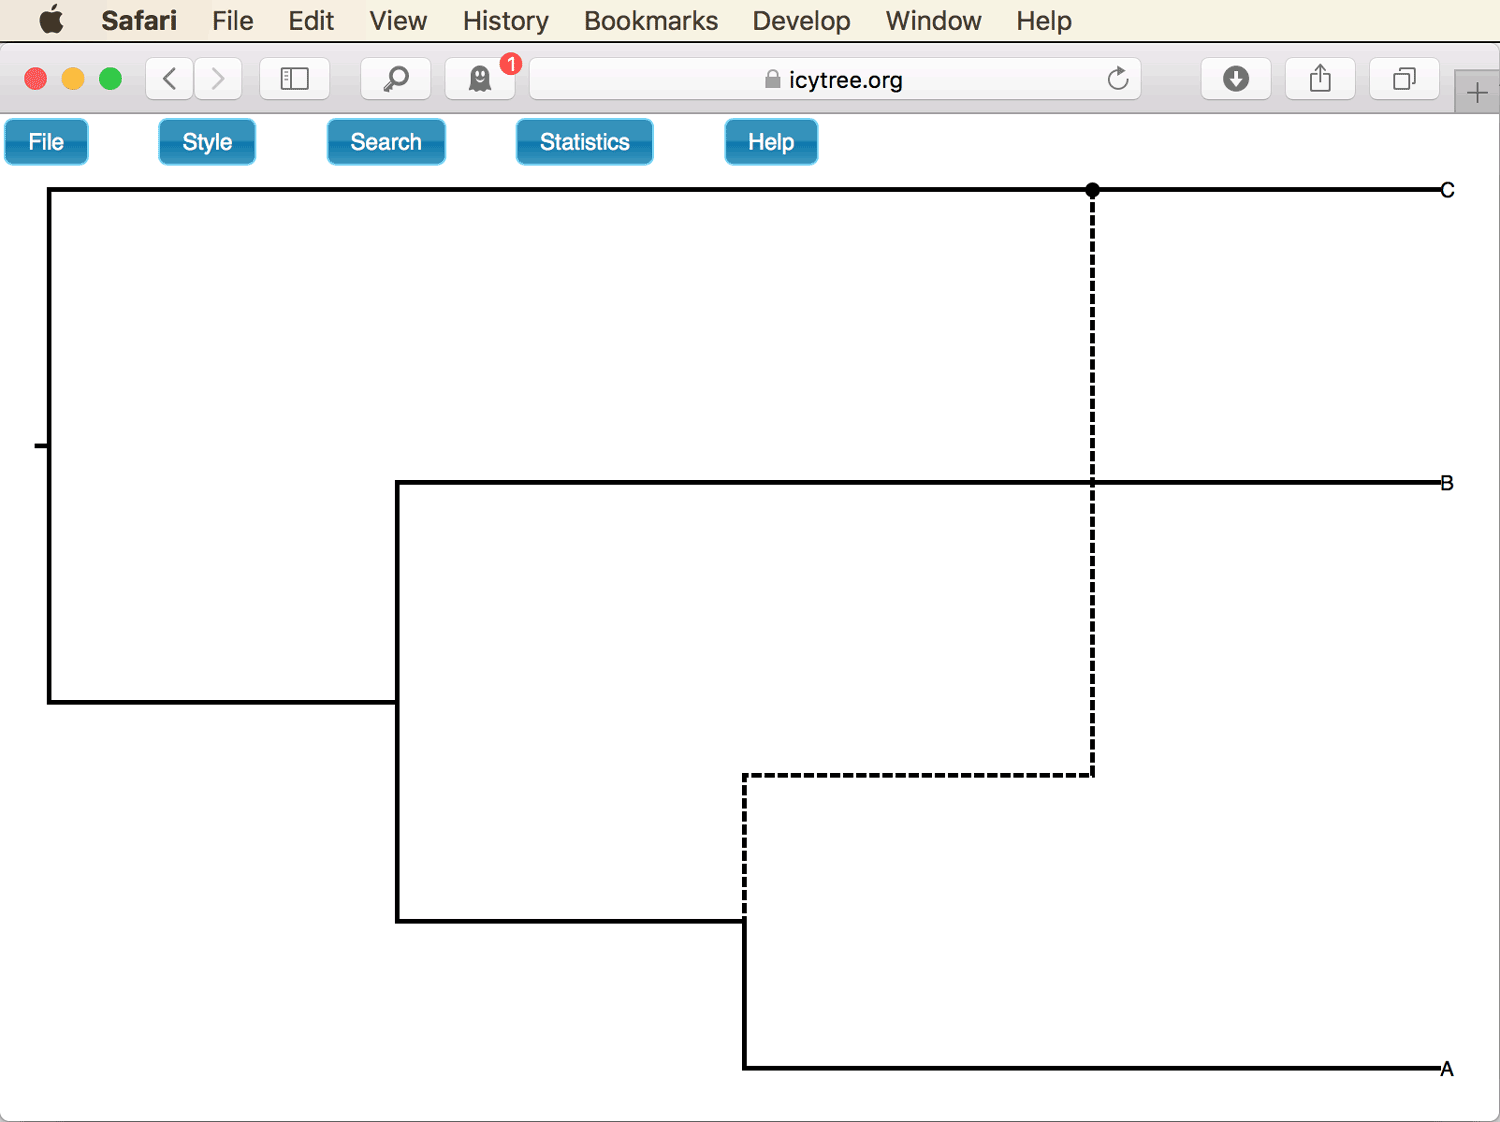 Safari File Edit View History Bookmarks Develop Window Help
1
icytree.org
File Style Search Statistics Help
C
B
A